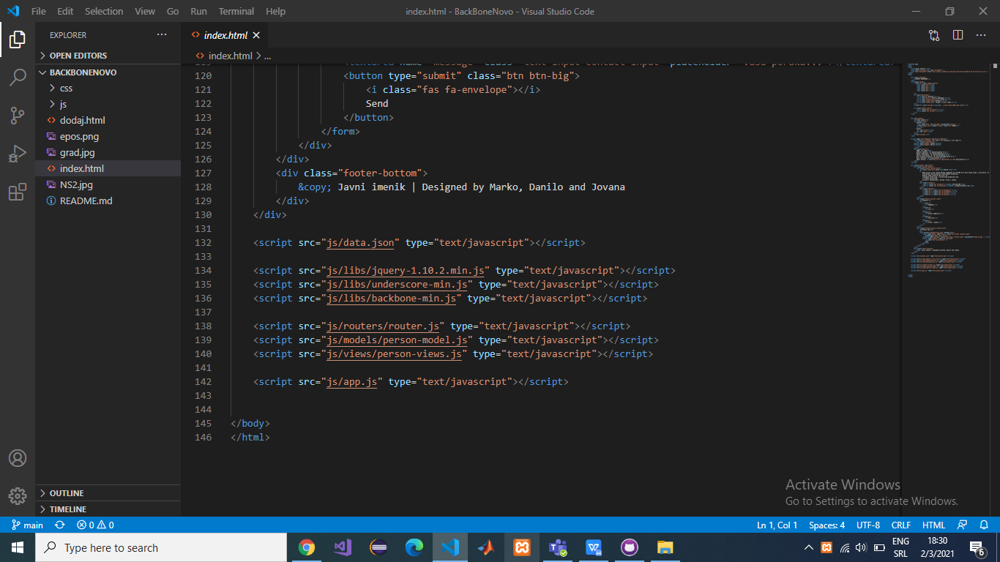 File Edit Selection View Go Run Terminal Help index.html - BackBoneNovo - Visual Studio Code
EXPLORER
OPEN EDITORS
BACKBONENOVO
css
js
dodaj.html
epos.png
grad.jpg
index.html
NS2.jpg
README.md
OUTLINE
TIMELINE
index.html
index.html > ...
120 <button type="submit" class="btn btn-big">
121 <i class="fas fa-envelope"></i>
122 Send
123 </button>
124 </form>
125 </div>
126 </div>
127 <div class="footer-bottom">
128 &copy; Javni imenik | Designed by Marko, Danilo and Jovana
129 </div>
130 </div>
131
132 <script src="js/data.json" type="text/javascript"></script>
133
134 <script src="js/libs/jquery-1.10.2.min.js" type="text/javascript"></script>
135 <script src="js/libs/underscore-min.js" type="text/javascript"></script>
136 <script src="js/libs/backbone-min.js" type="text/javascript"></script>
137
138 <script src="js/routers/router.js" type="text/javascript"></script>
139 <script src="js/models/person-model.js" type="text/javascript"></script>
140 <script src="js/views/person-views.js" type="text/javascript"></script>
141
142 <script src="js/app.js" type="text/javascript"></script>
143
144
145 </body>
146 </html>
Activate Windows
Go to Settings to activate Windows.
main 0 0 Ln 1, Col 1 Spaces: 4 UTF-8 CRLF HTML
Type here to search
ENG
SRL
18:30
2/3/2021
6